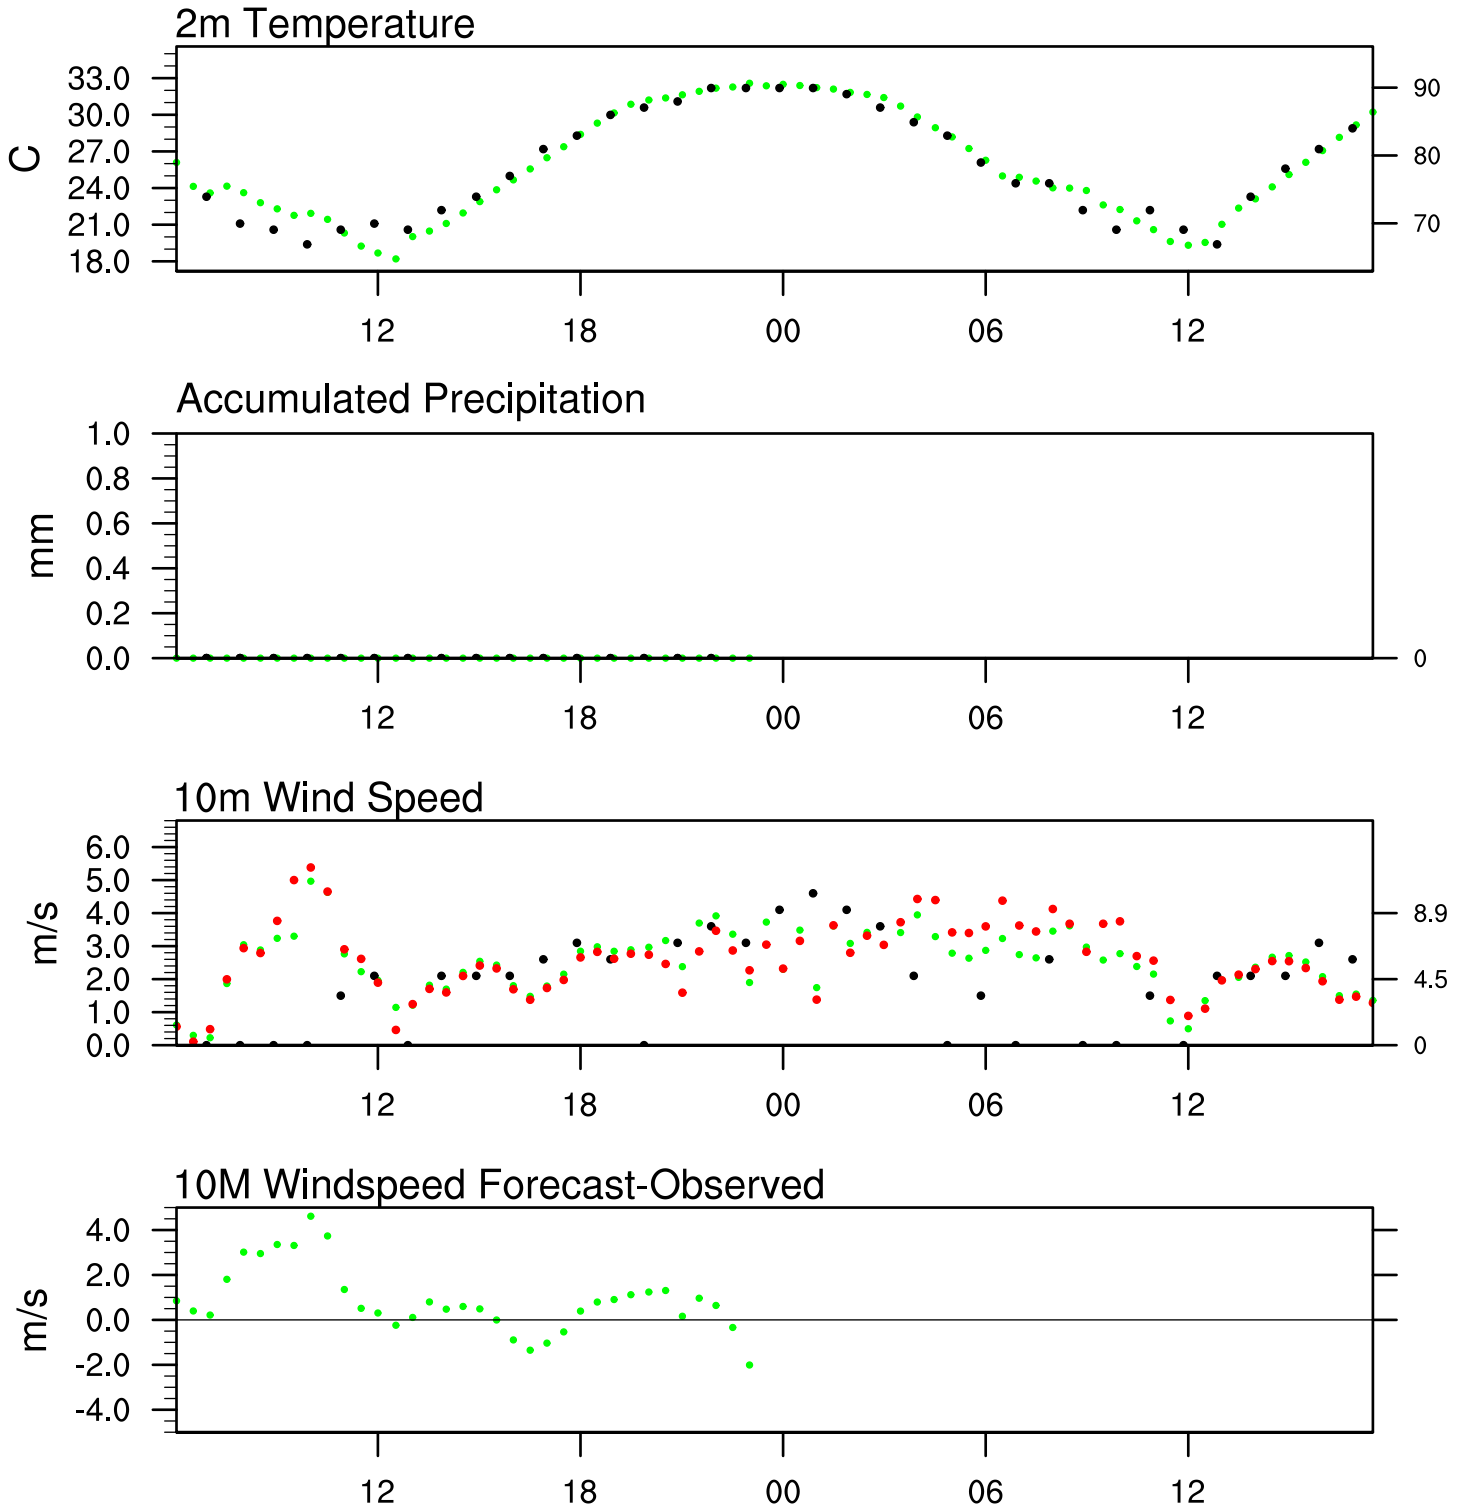 2m Temperature
33.0
30.0
27.0
24.0
21.0
18.0
C
90
80
70
12 18 00 06 12
Accumulated Precipitation
1.0
0.8
0.6
0.4
0.2
0.0
mm
0
12 18 00 06 12
10m Wind Speed
6.0
5.0
4.0
3.0
2.0
1.0
0.0
m/s
8.9
4.5
0
12 18 00 06 12
10M Windspeed Forecast-Observed
4.0
2.0
0.0
-2.0
-4.0
m/s
12 18 00 06 12